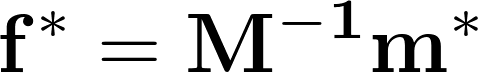 f* = M⁻¹m*